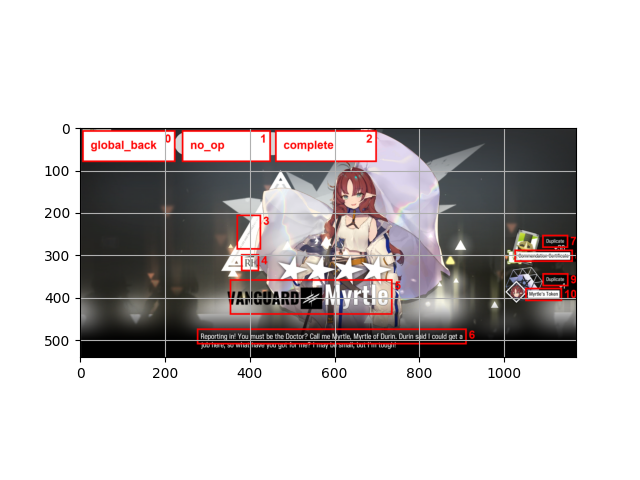 0
global_back 0
no_op 1
complete 2
100
200
3
Duplicate 7
300
4
Commendation Certificate
Duplicate 9
400
VANGUARD Myrtle 5
Myrtle's Token 10
500
Reporting in! You must be the Doctor? Call me Myrtle, Myrtle of Durin. Durin said I could get a 6
job here, so what have you got for me? I may be small, but I'm tough!
0 200 400 600 800 1000